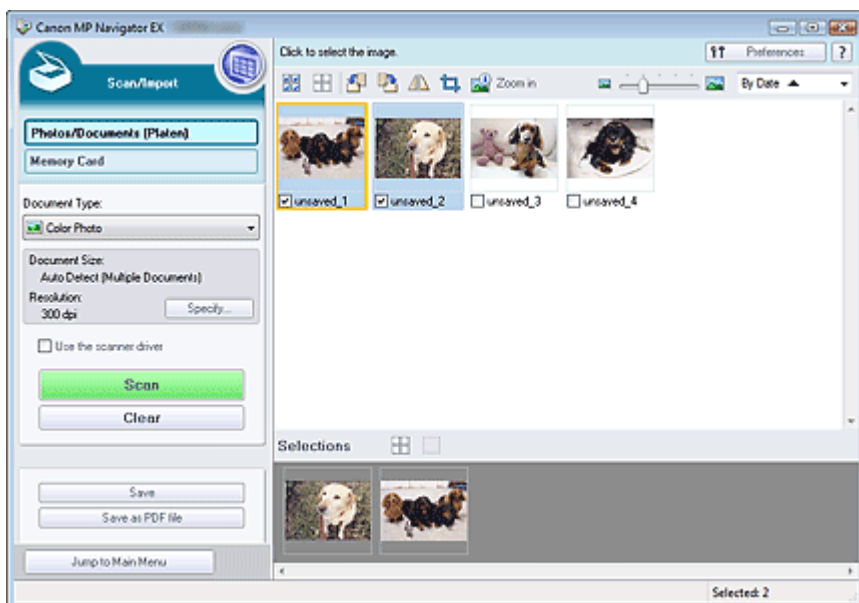 Canon MP Navigator EX
Scan/Import
Photos/Documents (Platen)
Memory Card
Document Type:
Color Photo
Document Size:
Auto Detect (Multiple Documents)
Resolution:
300 dpi
Specify...
Use the scanner driver
Scan
Clear
Save
Save as PDF file
Jump to Main Menu
Click to select the image.
Preferences
?
Zoom in
By Date
unsaved_1
unsaved_2
unsaved_3
unsaved_4
Selections
Selected: 2